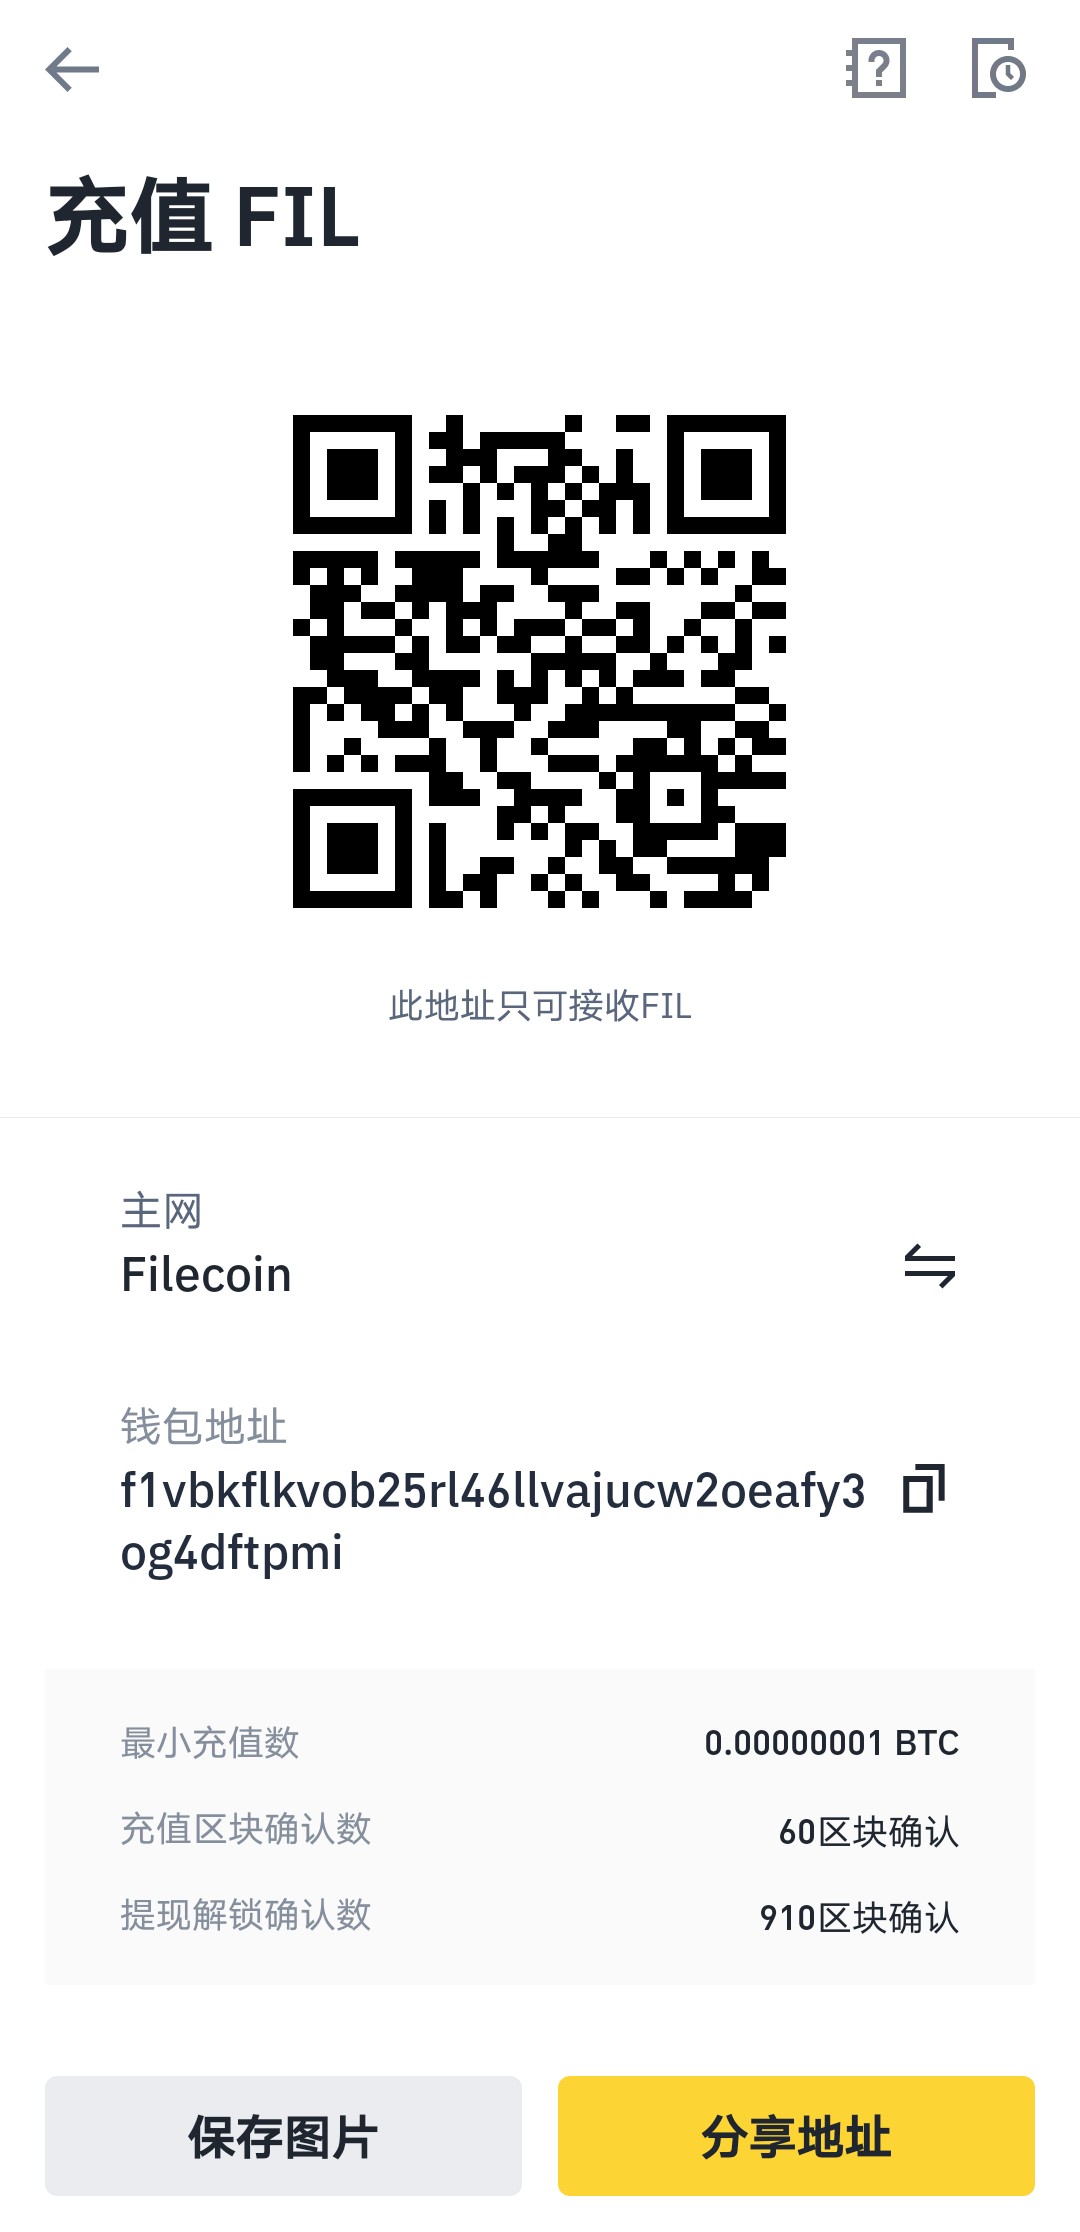 充值 FIL
此地址只可接收FIL
主网
Filecoin
钱包地址
f1vbkflkvob25rl46llvajucw2oeafy3
og4dftpmi
最小充值数 0.00000001 BTC
充值区块确认数 60区块确认
提现解锁确认数 910区块确认
保存图片 分享地址